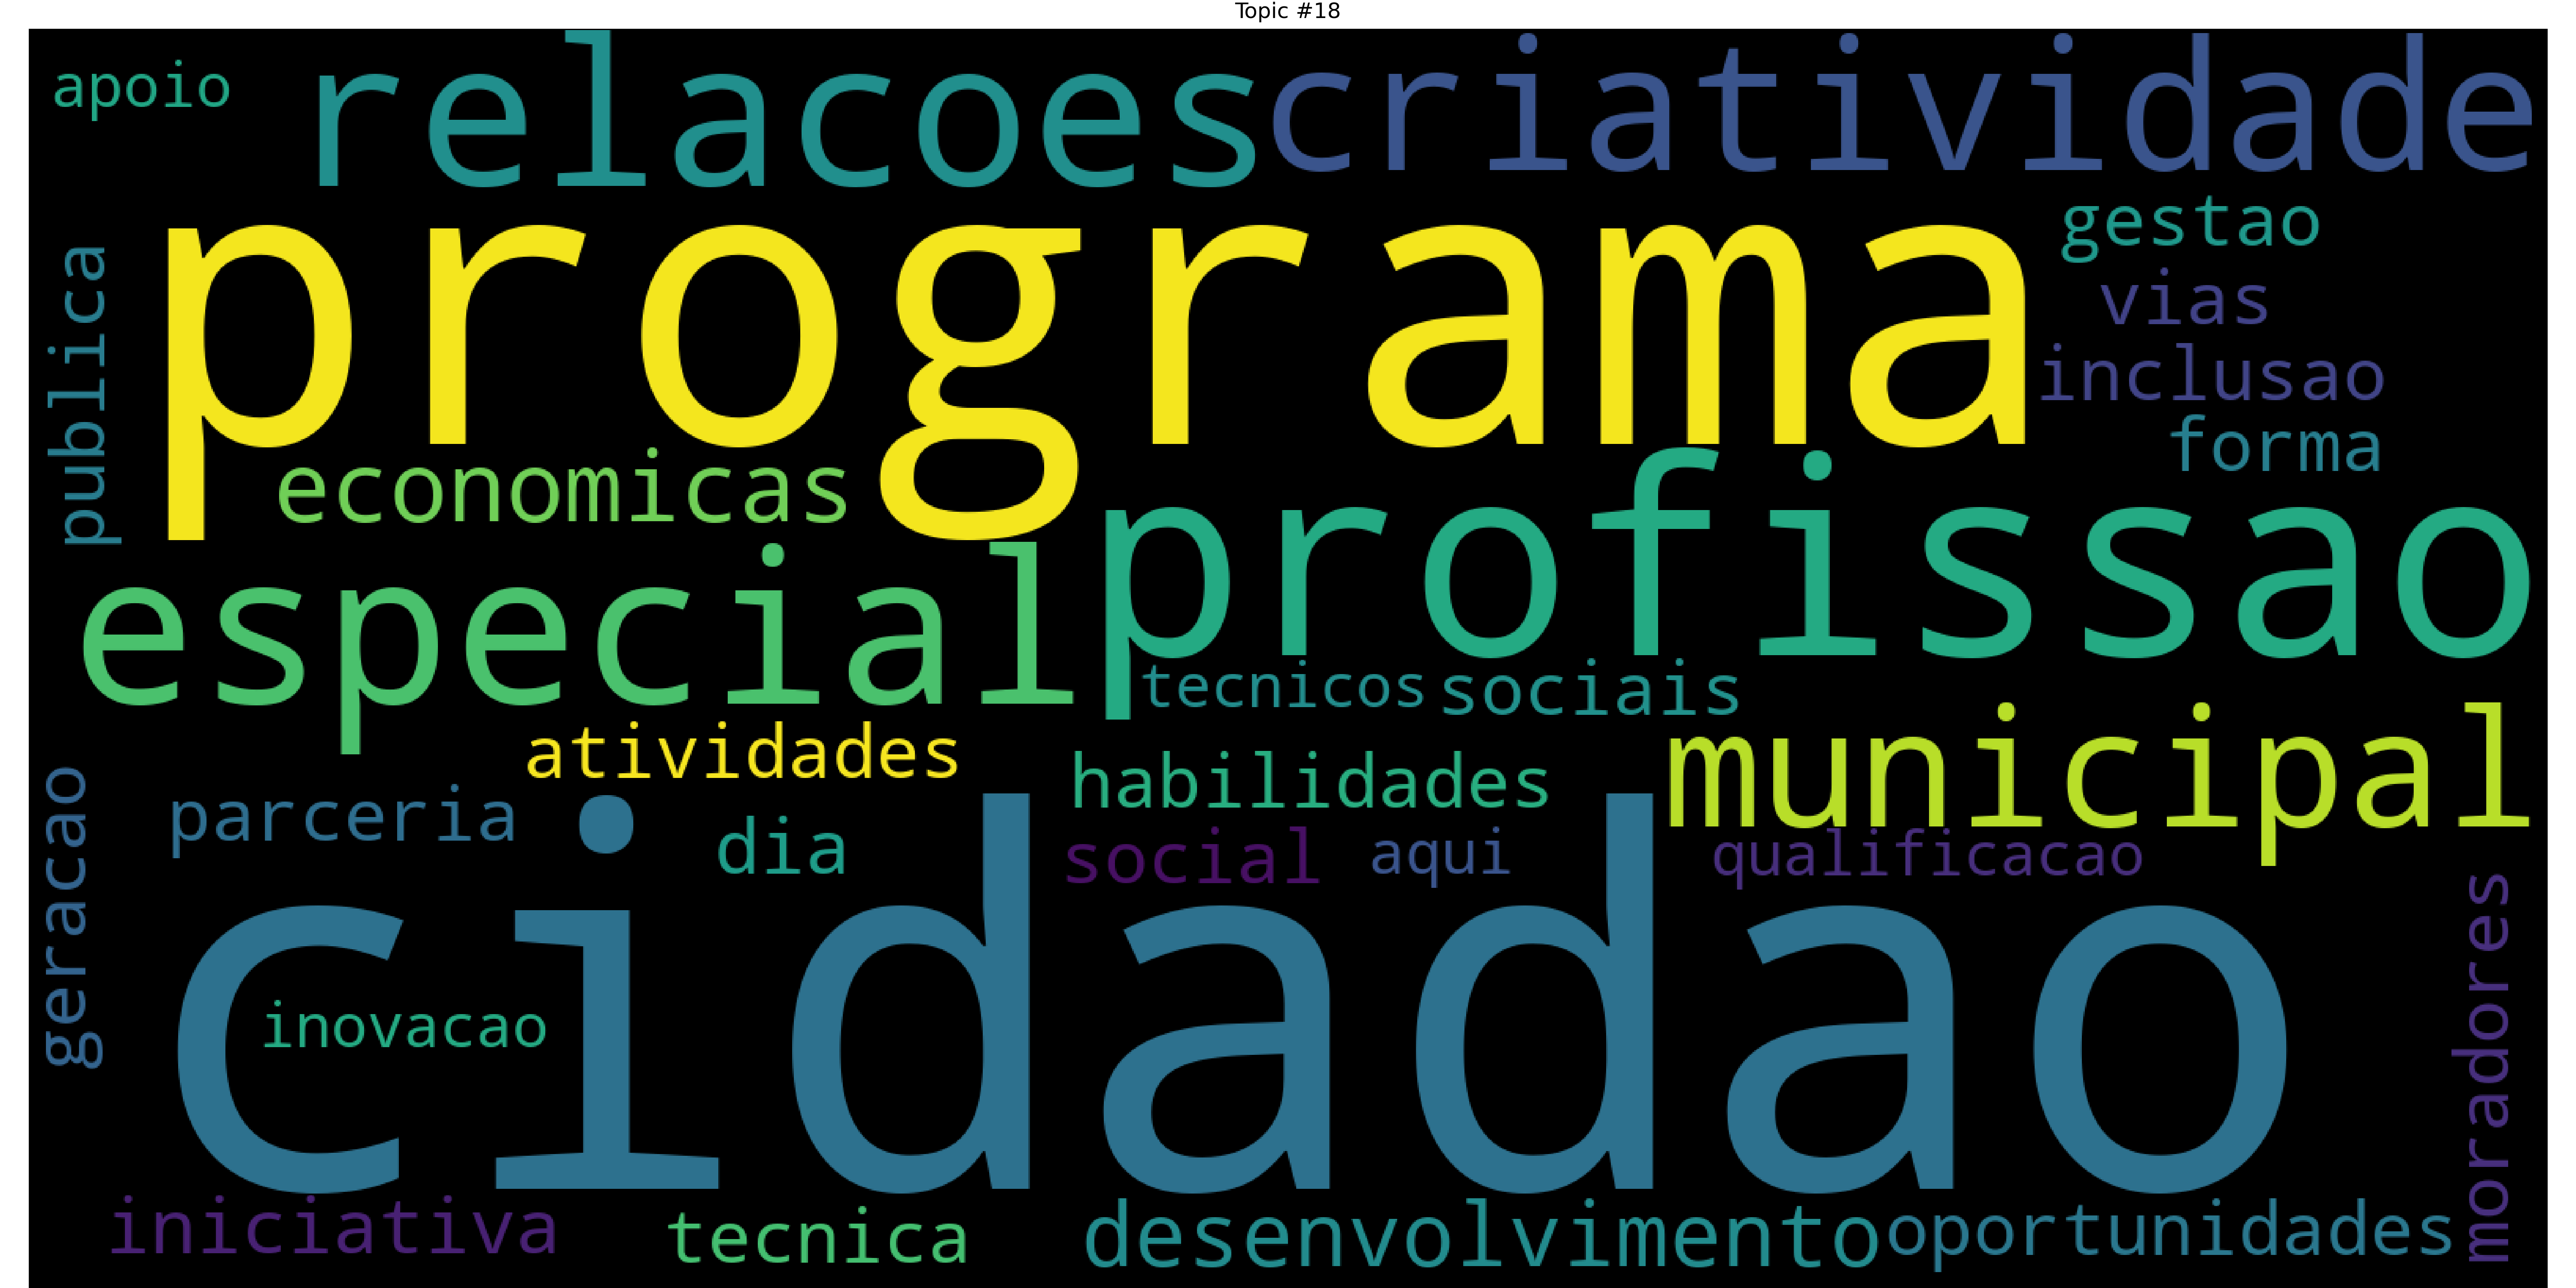 Topic #18
apoio
relacoes
criatividade
programa
gestao
vias
inclusao
forma
publica
economicas
profissao
especial
tecnicos
sociais
municipal
atividades
habilidades
parceria
dia
social
aqui
qualificacao
geracao
cidadao
inovacao
moradores
iniciativa
tecnica
desenvolvimento
oportunidades